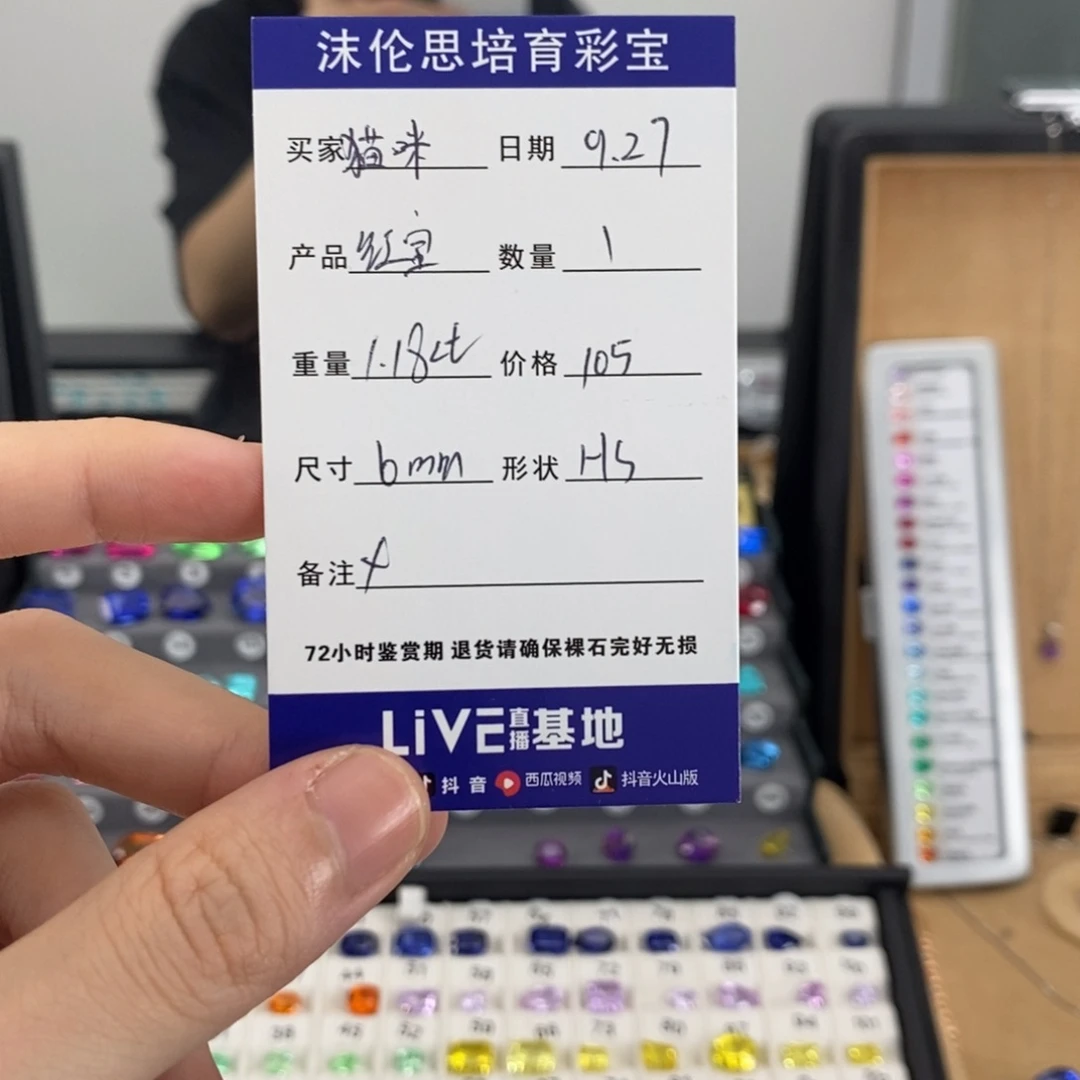 沫伦思培育彩宝
买家 猫咪 日期 9.27
产品 红宝 数量 1
重量 1.18ct 价格 105
尺寸 6mm 形状 HS
备注
72小时鉴赏期 退货请确保裸石完好无损
LiVE直播基地
抖音 西瓜视频 抖音火山版